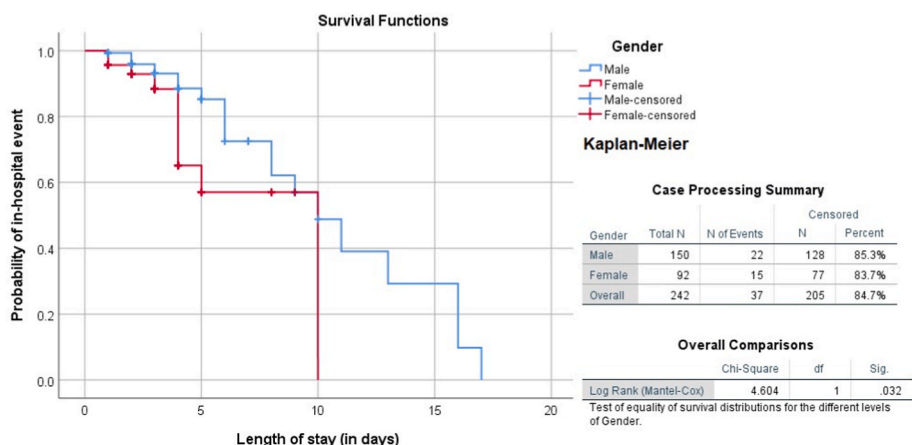 Survival Functions
Probability of in-hospital event
1.0
0.8
0.6
0.4
0.2
0.0
0 5 10 15 20
Length of stay (in days)
Gender
Male
Female
Male-censored
Female-censored
Kaplan-Meier
Case Processing Summary
Censored
Gender Total N N of Events N Percent
Male 150 22 128 85.3%
Female 92 15 77 83.7%
Overall 242 37 205 84.7%
Overall Comparisons
Chi-Square df Sig.
Log Rank (Mantel-Cox) 4.604 1 .032
Test of equality of survival distributions for the different levels
of Gender.